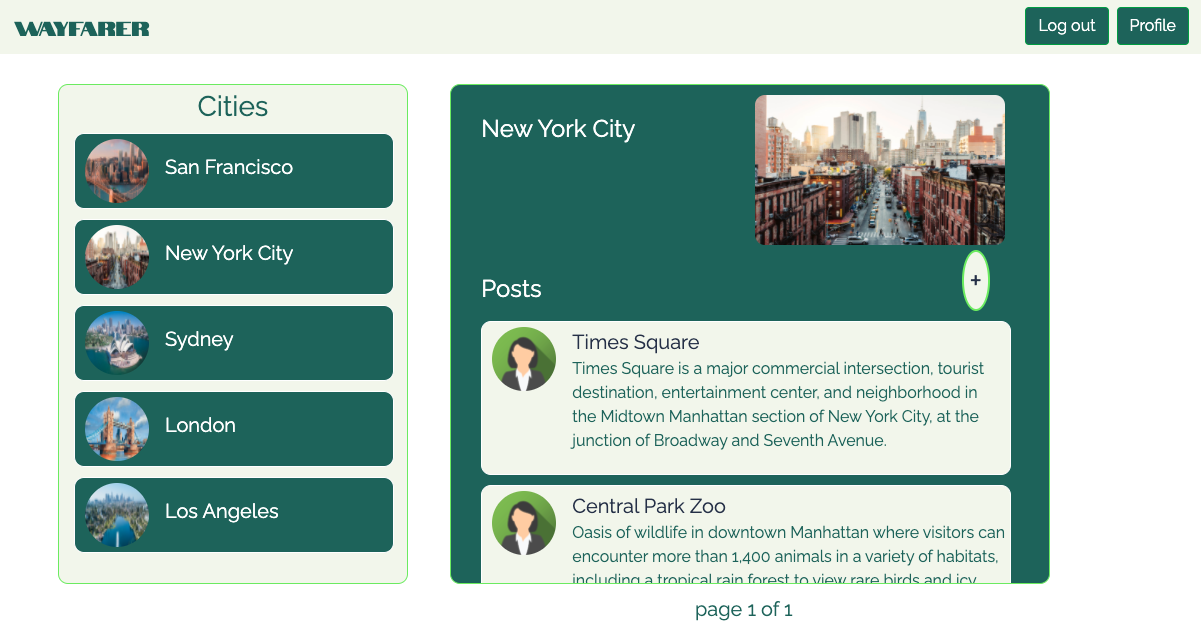 WAYFARER
Log out
Profile
Cities
San Francisco
New York City
Sydney
London
Los Angeles
New York City
Posts
+
Times Square
Times Square is a major commercial intersection, tourist
destination, entertainment center, and neighborhood in
the Midtown Manhattan section of New York City, at the
junction of Broadway and Seventh Avenue.
Central Park Zoo
Oasis of wildlife in downtown Manhattan where visitors can
encounter more than 1,400 animals in a variety of habitats,
including a tropical rain forest to view rare birds and icy
page 1 of 1